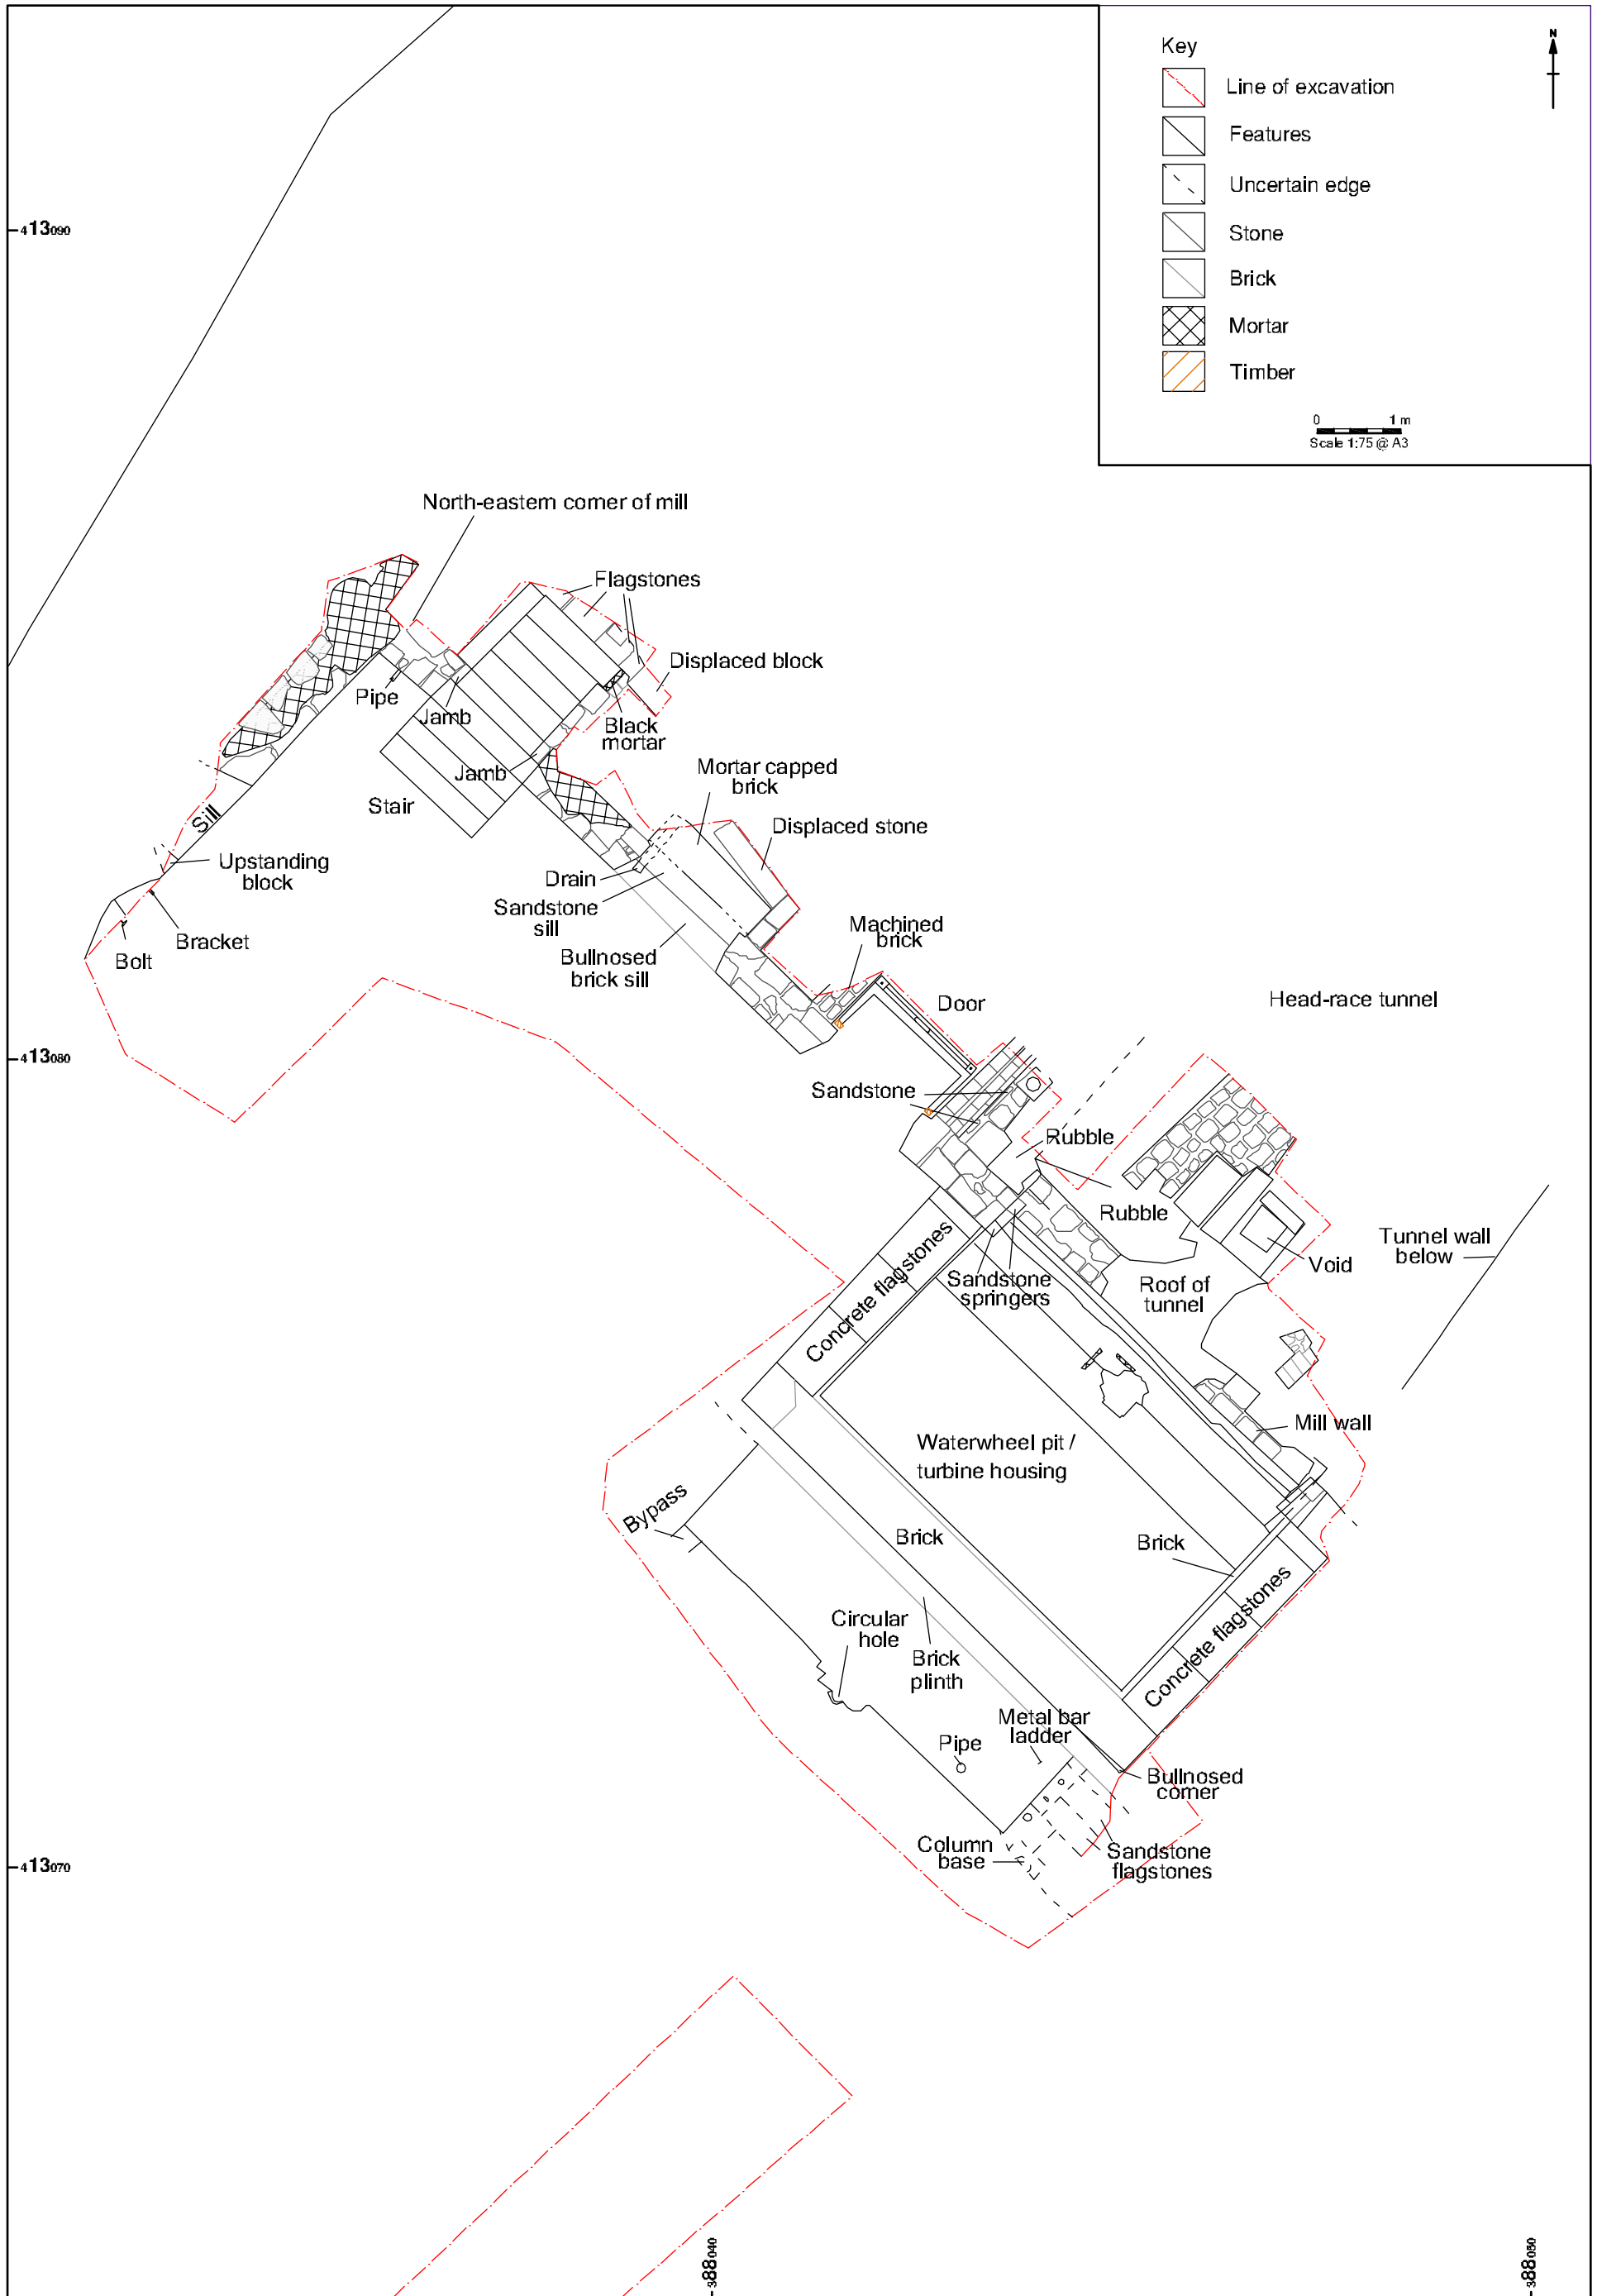 Key
N
Line of excavation
Features
Uncertain edge
Stone
Brick
Mortar
Timber
0 1 m
Scale 1:75 @ A3
413090
North-eastern corner of mill
Flagstones
Displaced block
Pipe
Jamb
Black
mortar
Jamb
Mortar capped
brick
Stair
Sill
Displaced stone
Upstanding
block
Drain
Sandstone
sill
Machined
brick
Bracket
Bolt
Bullnosed
brick sill
Door
Head-race tunnel
413080
Sandstone
Rubble
Rubble
Tunnel wall
below
Void
Concrete flagstones
Sandstone
springers
Roof of
tunnel
Mill wall
Waterwheel pit /
turbine housing
Bypass
Brick
Brick
Concrete flagstones
Circular
hole
Brick
plinth
Metal bar
ladder
Pipe
Bullnosed
corner
Column
base
Sandstone
flagstones
413070
388040
388050